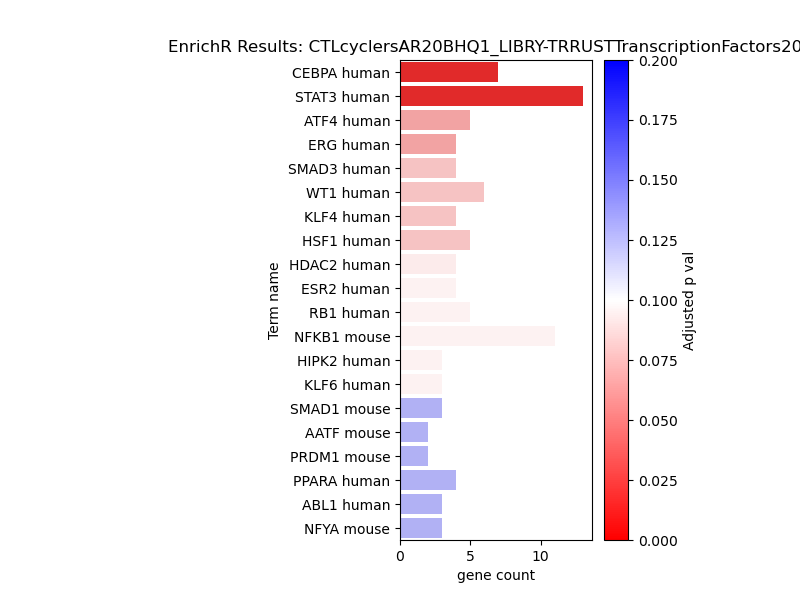 EnrichR Results: CTLcyclersAR20BHQ1_LIBRY-TRRUSTTranscriptionFactors20
CEBPA human
STAT3 human
ATF4 human
ERG human
SMAD3 human
WT1 human
KLF4 human
HSF1 human
HDAC2 human
ESR2 human
RB1 human
NFKB1 mouse
HIPK2 human
KLF6 human
SMAD1 mouse
AATF mouse
PRDM1 mouse
PPARA human
ABL1 human
NFYA mouse
Term name
0 5 10
gene count
0.200
0.175
0.150
0.125
0.100
0.075
0.050
0.025
0.000
Adjusted p val